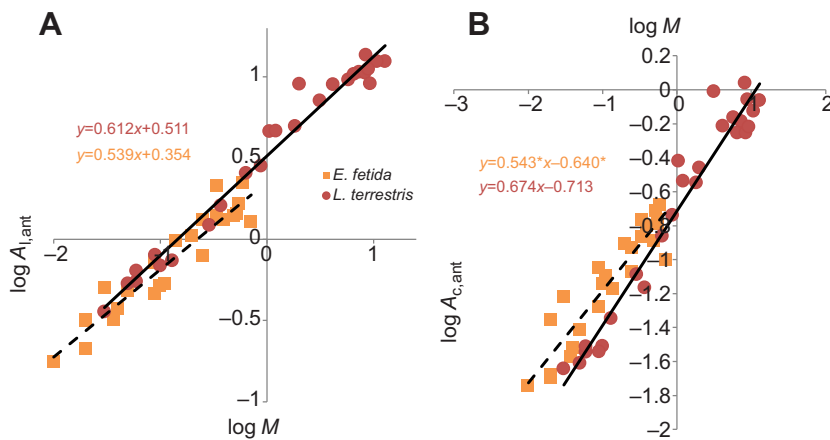 A
1
1
y=0.612x+0.511
y=0.539x+0.354
0.5
E. fetida
L. terrestris
–2
–1
0
1
–0.5
–1
log A_l,ant
log M
B
log M
0.2
–3
–2
–1
0
1
2
–0.2
–0.4
y=0.543*x–0.640*
y=0.674x–0.713
–0.6
–0.8
–1
–1.2
–1.4
–1.6
–1.8
–2
log A_c,ant